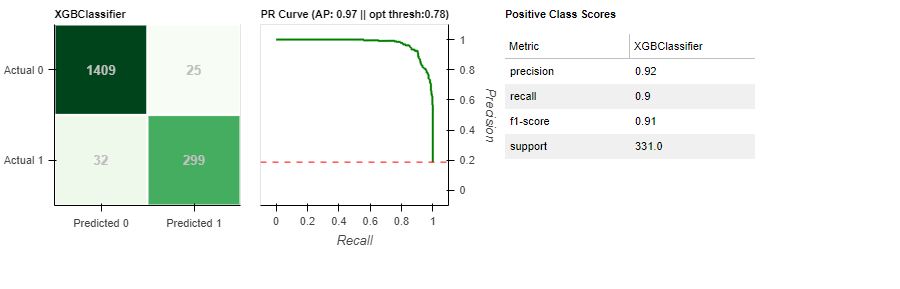 XGBClassifier
Actual 0
1409
25
Actual 1
32
299
Predicted 0
Predicted 1
PR Curve (AP: 0.97 || opt thresh:0.78)
1
0.8
0.6
0.4
0.2
0
Precision
0 0.2 0.4 0.6 0.8 1
Recall
Positive Class Scores
Metric XGBClassifier
precision 0.92
recall 0.9
f1-score 0.91
support 331.0